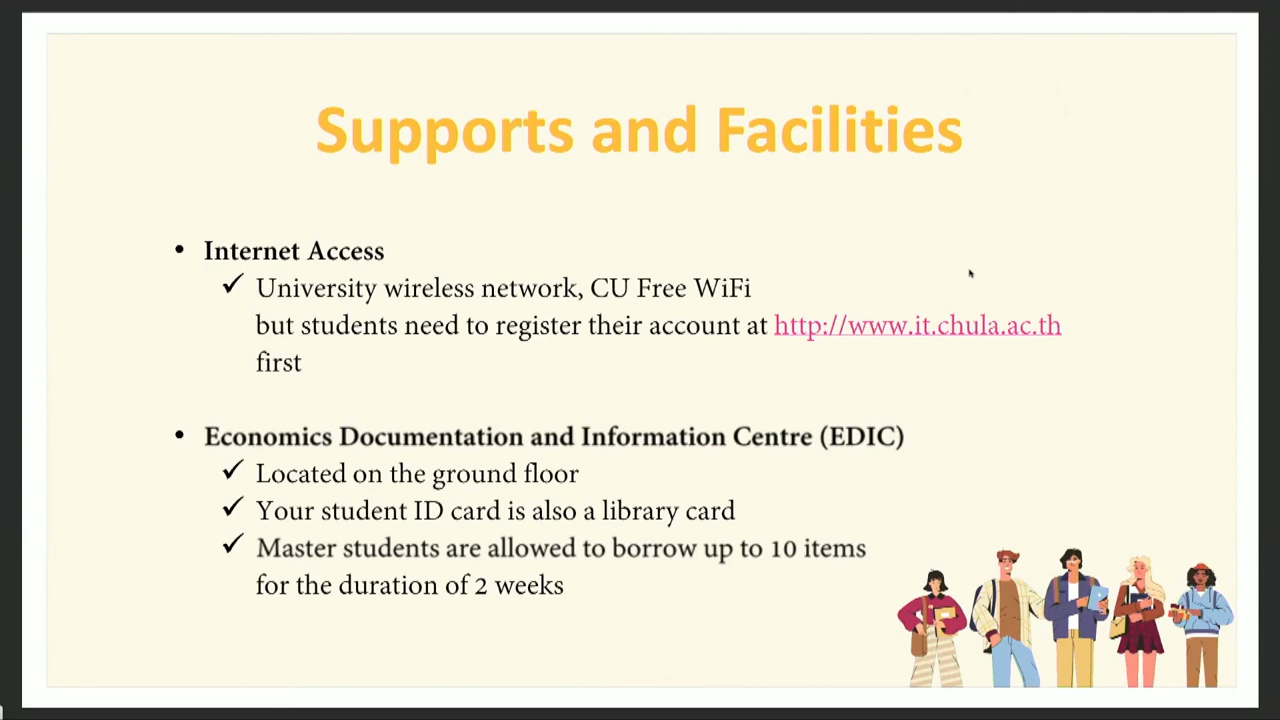 Supports and Facilities
• Internet Access
✓ University wireless network, CU Free WiFi
but students need to register their account at http://www.it.chula.ac.th
first
• Economics Documentation and Information Centre (EDIC)
✓ Located on the ground floor
✓ Your student ID card is also a library card
✓ Master students are allowed to borrow up to 10 items
for the duration of 2 weeks